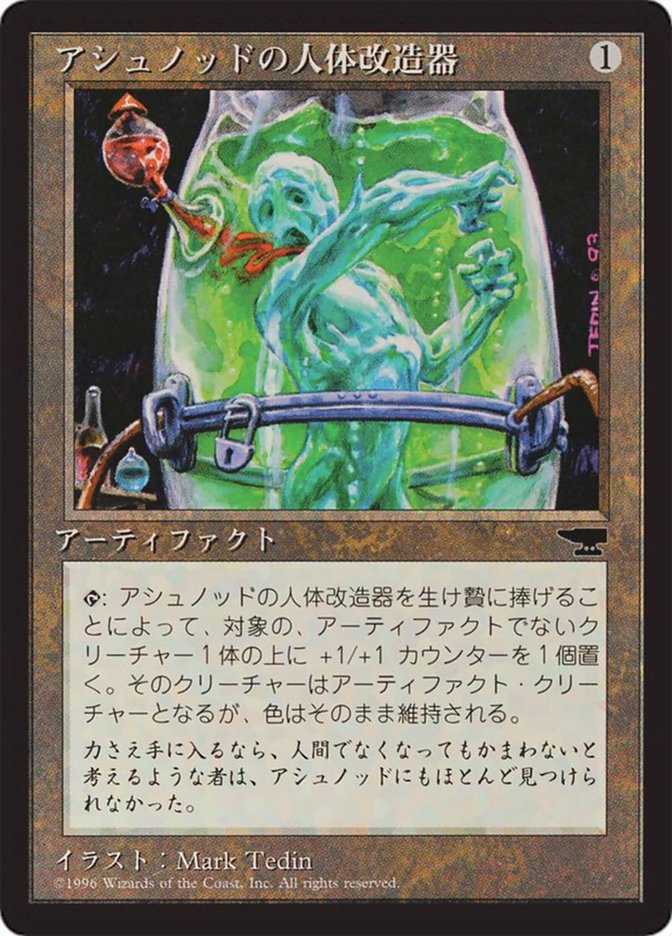 アシュノッドの人体改造器 1
アーティファクト
: アシュノッドの人体改造器を生け贄に捧げるこ
とによって、対象の、アーティファクトでないク
リーチャー1体の上に +1/+1 カウンターを1個置
く。そのクリーチャーはアーティファクト・クリー
チャーとなるが、色はそのまま維持される。
力さえ手に入るなら、人間でなくなってもかまわないと
考えるような者は、アシュノッドにもほとんど見つけら
れなかった。
イラスト：Mark Tedin
©1996 Wizards of the Coast, Inc. All rights reserved.